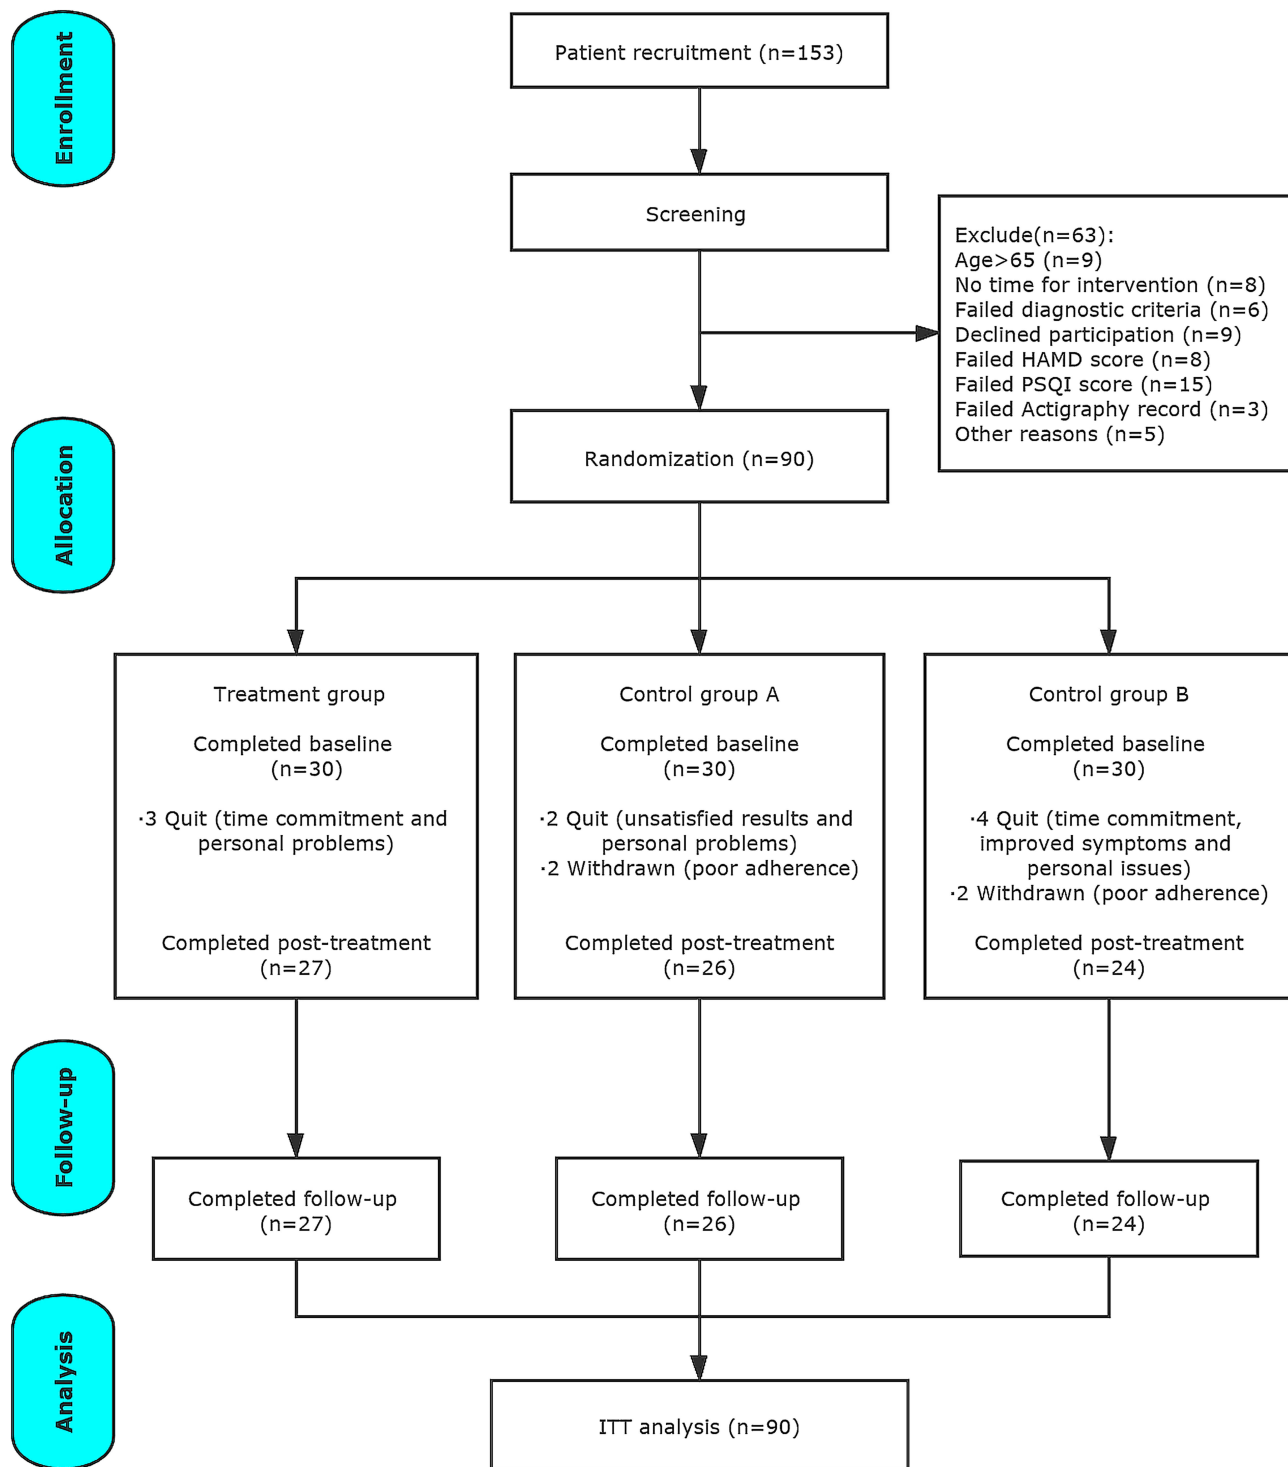 Enrollment
Patient recruitment (n=153)
Screening
Exclude(n=63):
Age>65 (n=9)
No time for intervention (n=8)
Failed diagnostic criteria (n=6)
Declined participation (n=9)
Failed HAMD score (n=8)
Failed PSQI score (n=15)
Failed Actigraphy record (n=3)
Other reasons (n=5)
Allocation
Randomization (n=90)
Treatment group
Completed baseline
(n=30)
·3 Quit (time commitment and
personal problems)
Completed post-treatment
(n=27)
Control group A
Completed baseline
(n=30)
·2 Quit (unsatisfied results and
personal problems)
·2 Withdrawn (poor adherence)
Completed post-treatment
(n=26)
Control group B
Completed baseline
(n=30)
·4 Quit (time commitment,
improved symptoms and
personal issues)
·2 Withdrawn (poor adherence)
Completed post-treatment
(n=24)
Follow-up
Completed follow-up
(n=27)
Completed follow-up
(n=26)
Completed follow-up
(n=24)
Analysis
ITT analysis (n=90)